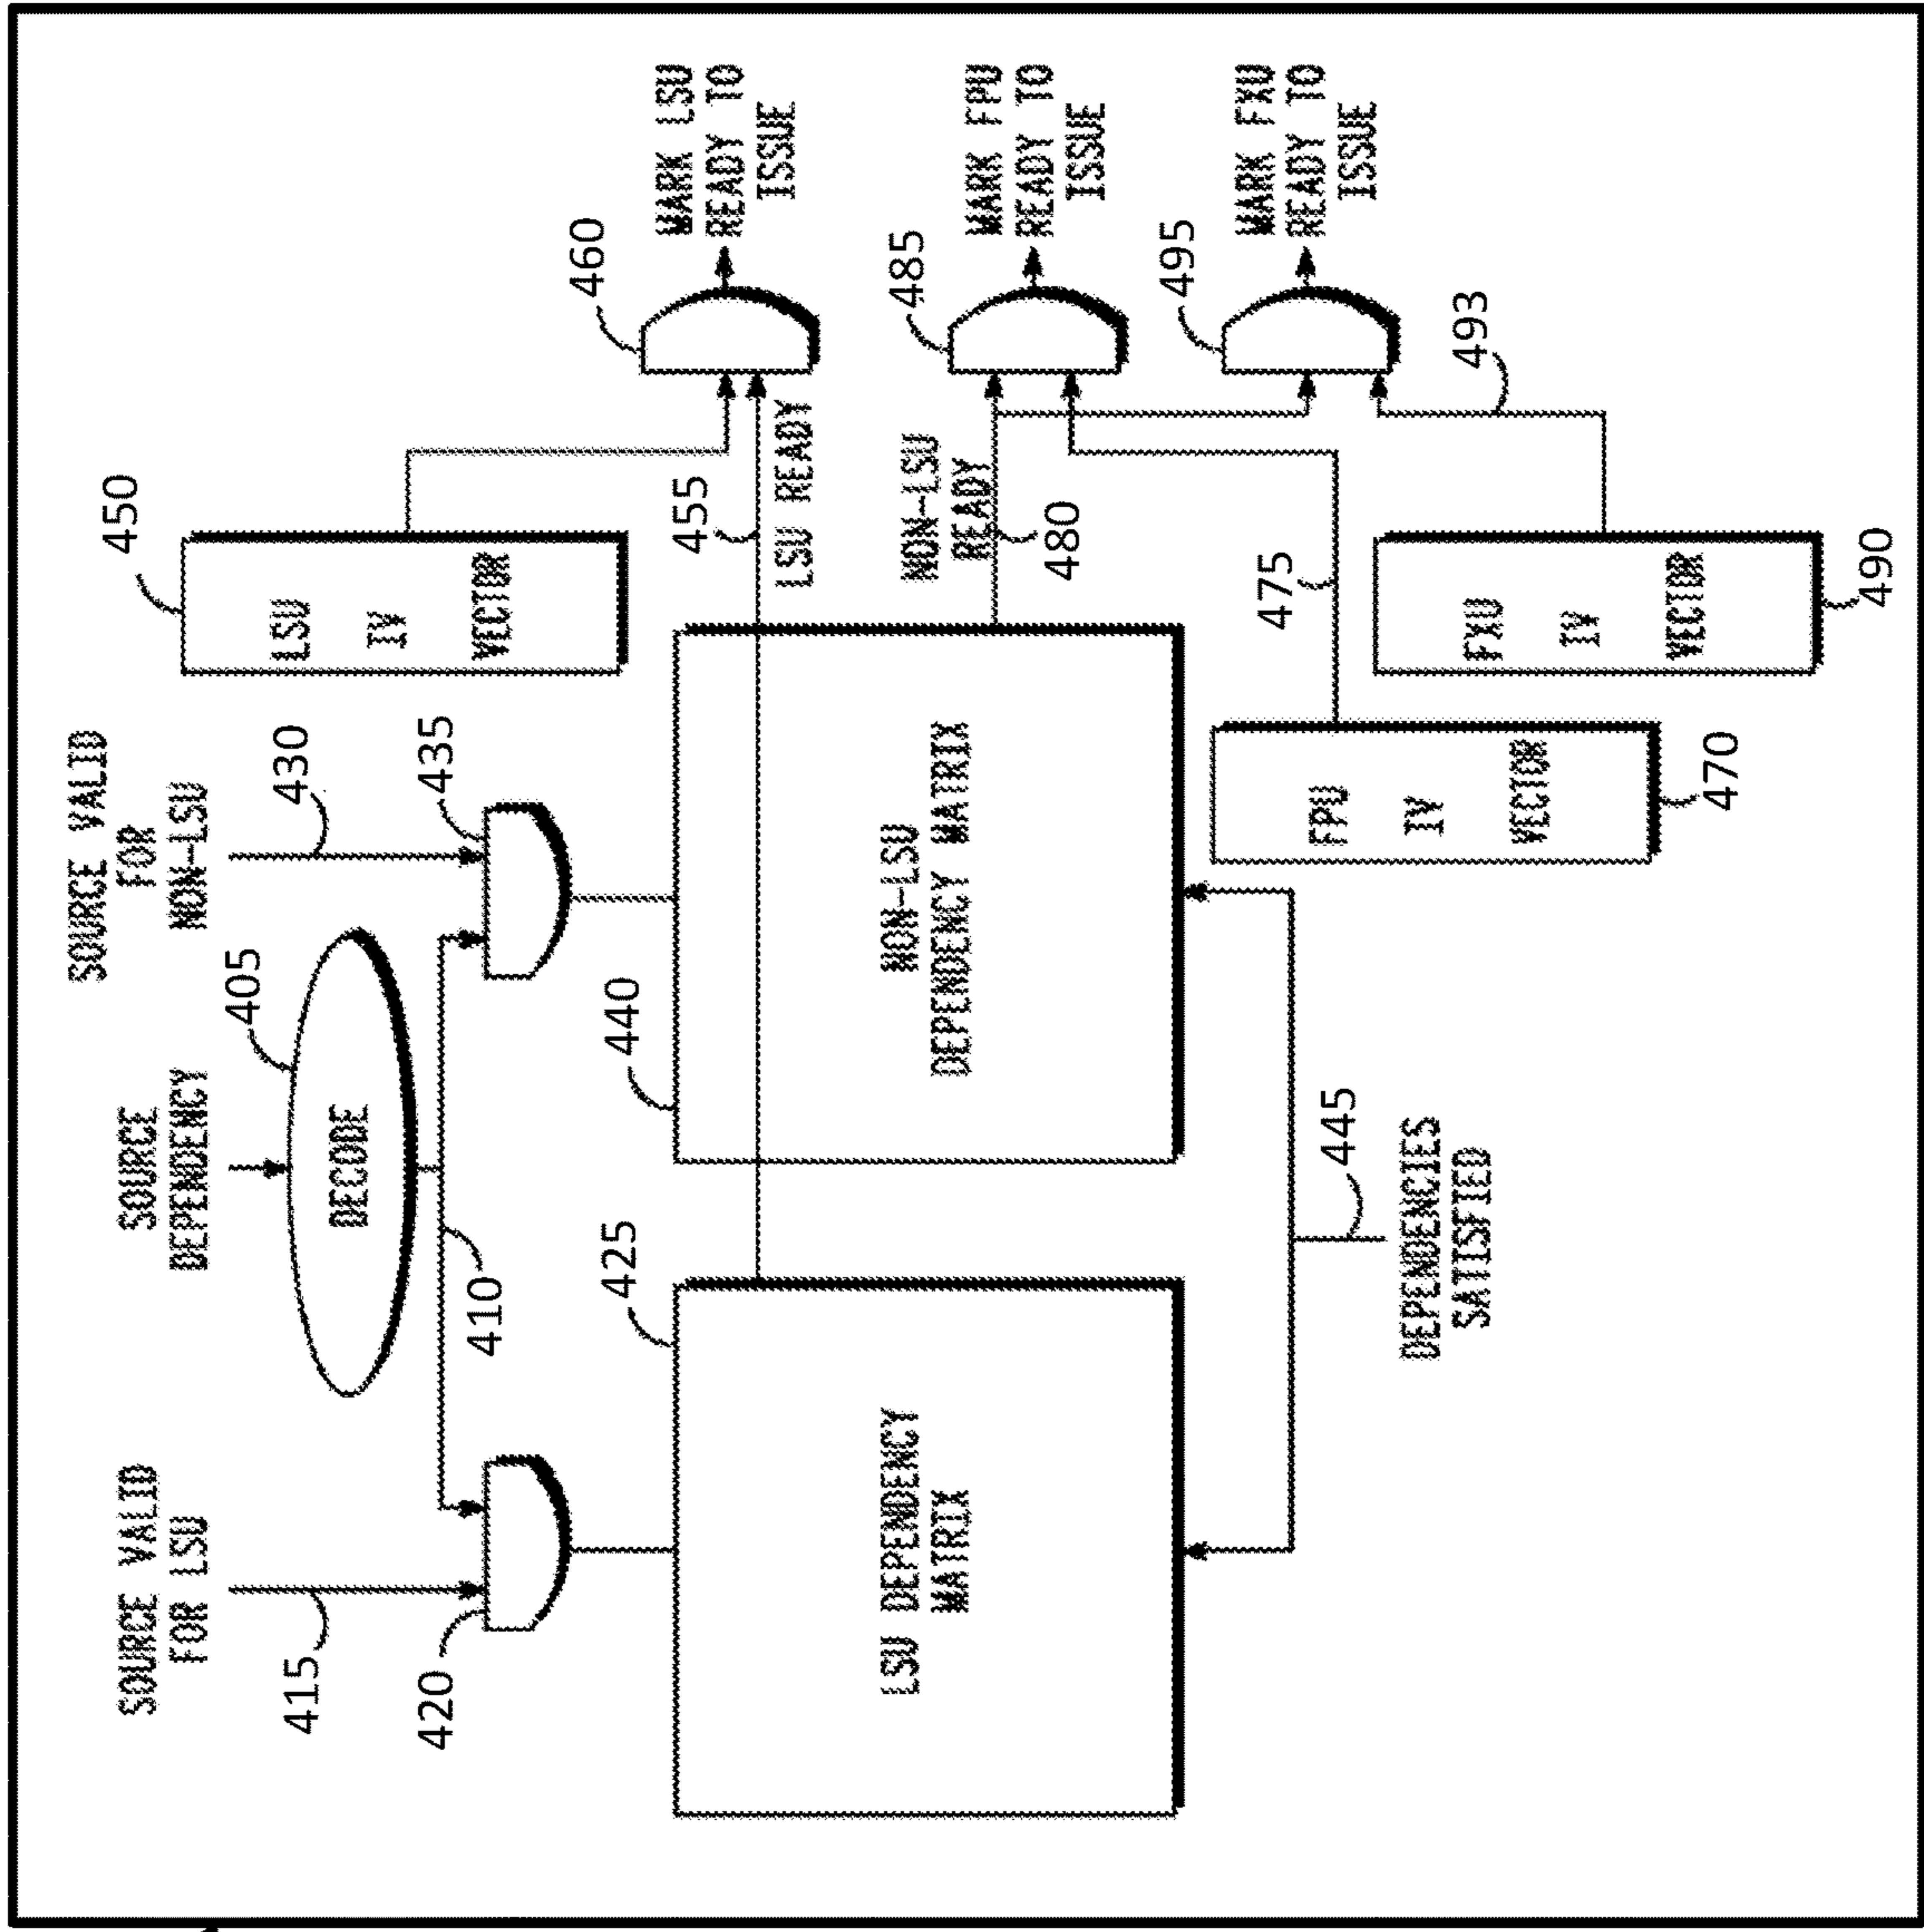 SOURCE VALID
FOR LSU
415
420
SOURCE
DEPENDENCY
405
DECODE
410
SOURCE VALID
FOR
NON-LSU
430
435
450
LSU
IV
VECTOR
460
MARK LSU
READY TO
ISSUE
425
LSU DEPENDENCY
MATRIX
440
NON-LSU
DEPENDENCY MATRIX
455
LSU READY
NON-LSU
READY
480
485
MARK FPU
READY TO
ISSUE
475
495
MARK FXU
READY TO
ISSUE
493
445
DEPENDENCIES
SATISFIED
FPU
IV
VECTOR
470
FXU
IV
VECTOR
490